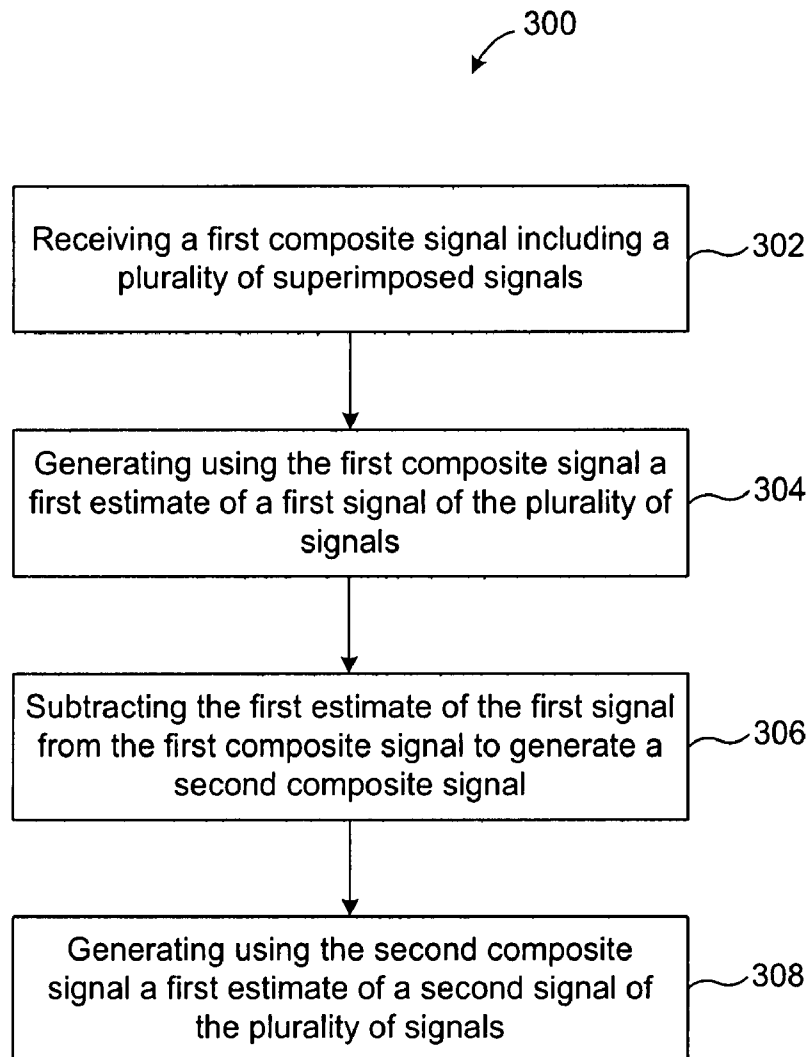 300
Receiving a first composite signal including a
plurality of superimposed signals
302
Generating using the first composite signal a
first estimate of a first signal of the plurality of
signals
304
Subtracting the first estimate of the first signal
from the first composite signal to generate a
second composite signal
306
Generating using the second composite
signal a first estimate of a second signal of
the plurality of signals
308